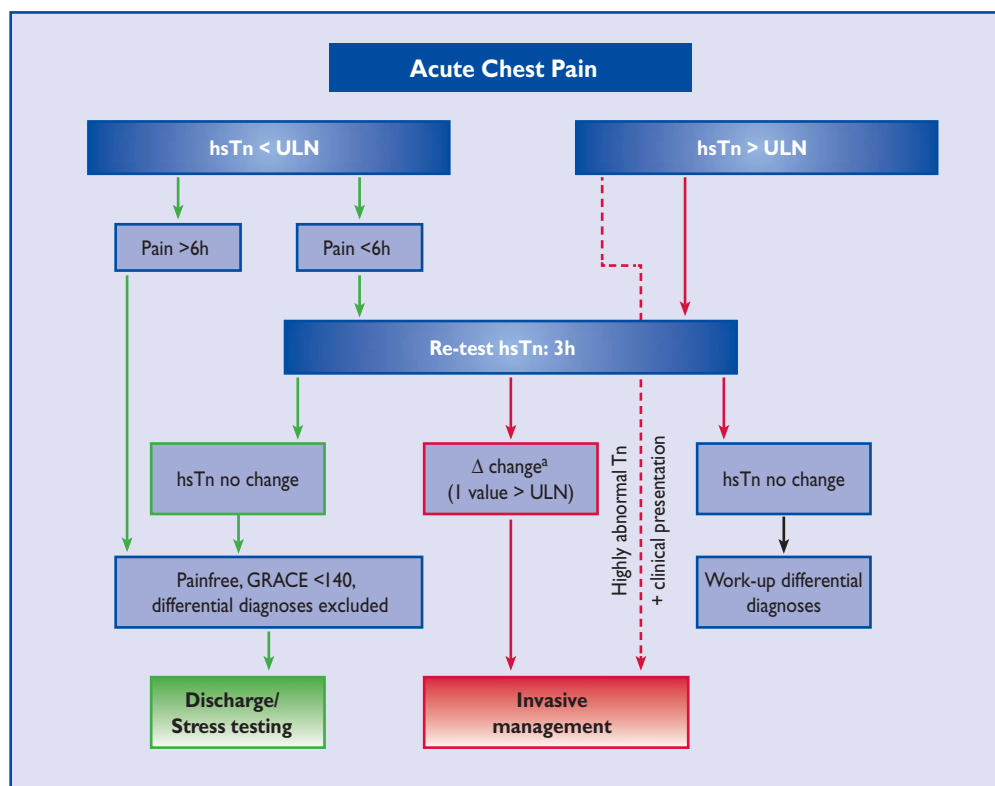 Acute Chest Pain
hsTn < ULN
hsTn > ULN
Pain >6h
Pain <6h
Re-test hsTn: 3h
hsTn no change
Δ changeᵃ
(1 value > ULN)
Highly abnormal Tn
+ clinical presentation
hsTn no change
Painfree, GRACE <140,
differential diagnoses excluded
Work-up differential
diagnoses
Discharge/
Stress testing
Invasive
management